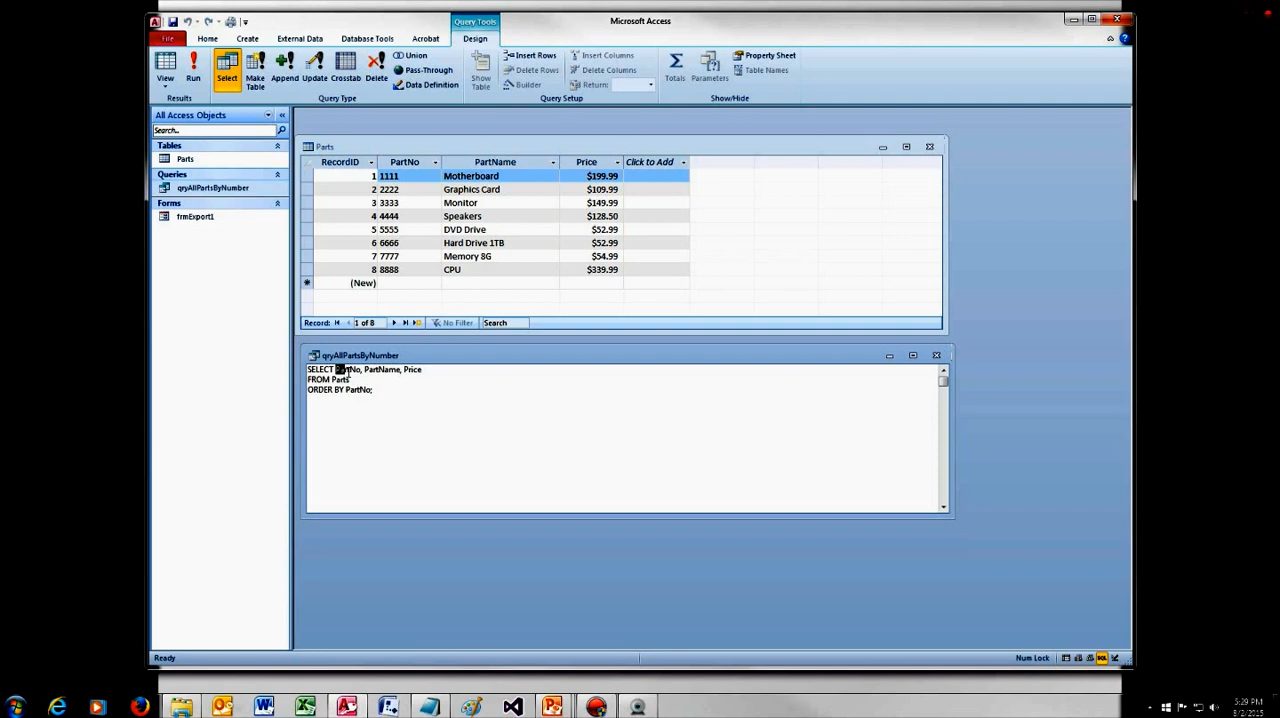 Query Tools
Microsoft Access
File
Home
Create
External Data
Database Tools
Acrobat
Design
View
Run
Select
Make
Table
Append
Update
Crosstab
Delete
Union
Pass-Through
Data Definition
Show
Table
Insert Rows
Delete Rows
Builder
Insert Columns
Delete Columns
Return:
Totals
Parameters
Property Sheet
Table Names
Results
Query Type
Query Setup
Show/Hide
All Access Objects
Search...
Tables
Parts
Queries
qryAllPartsByNumber
Forms
frmExport1
Parts
RecordID PartNo PartName Price Click to Add
1 1111 Motherboard $199.99
2 2222 Graphics Card $109.99
3 3333 Monitor $149.99
4 4444 Speakers $128.50
5 5555 DVD Drive $52.99
6 6666 Hard Drive 1TB $52.99
7 7777 Memory 8G $54.99
8 8888 CPU $339.99
(New)
Record: 1 of 8 No Filter Search
qryAllPartsByNumber
SELECT PartNo, PartName, Price
FROM Parts
ORDER BY PartNo;
Ready
Num Lock
SQL
5:29 PM
8/2/2015